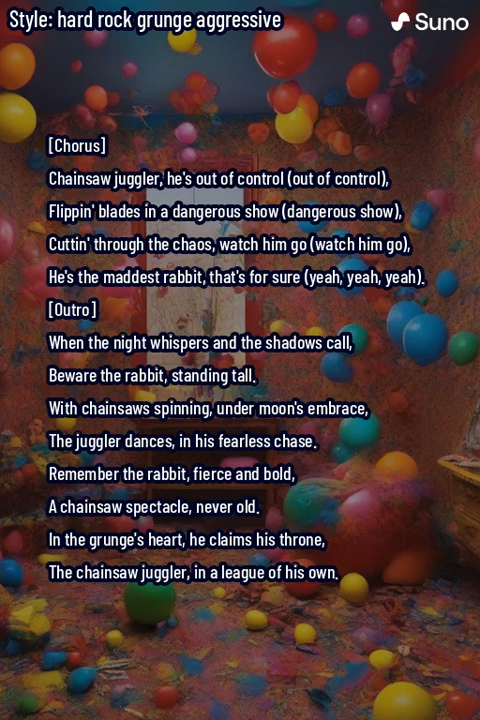 Style: hard rock grunge aggressive
Suno
[Chorus]
Chainsaw juggler, he's out of control (out of control),
Flippin' blades in a dangerous show (dangerous show),
Cuttin' through the chaos, watch him go (watch him go),
He's the maddest rabbit, that's for sure (yeah, yeah, yeah).
[Outro]
When the night whispers and the shadows call,
Beware the rabbit, standing tall.
With chainsaws spinning, under moon's embrace,
The juggler dances, in his fearless chase.
Remember the rabbit, fierce and bold,
A chainsaw spectacle, never old.
In the grunge's heart, he claims his throne,
The chainsaw juggler, in a league of his own.